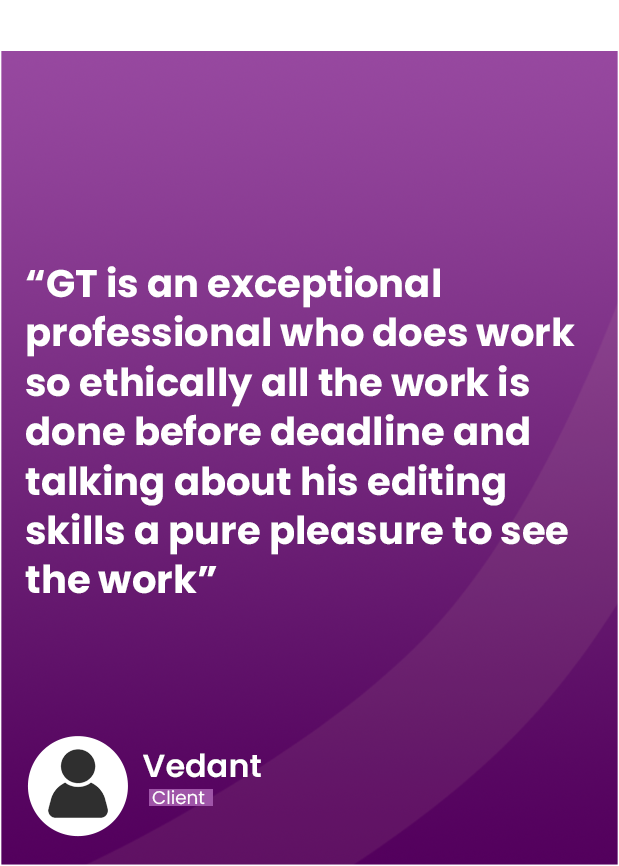 “GT is an exceptional
professional who does work
so ethically all the work is
done before deadline and
talking about his editing
skills a pure pleasure to see
the work”
Vedant
Client